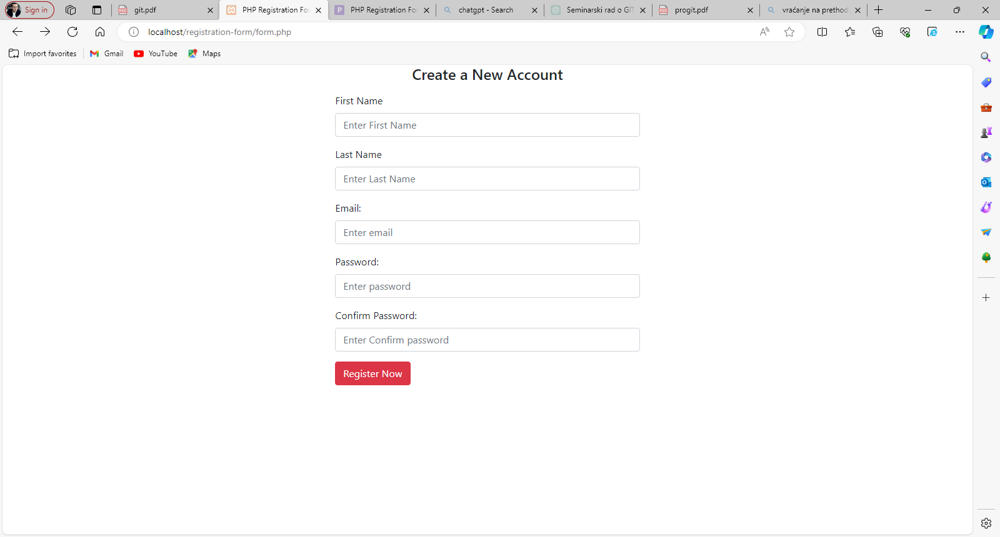 Sign in
git.pdf
PHP Registration Fo
PHP Registration Fo
chatgpt - Search
Seminarski rad o GIT
progit.pdf
vraćanje na prethod
localhost/registration-form/form.php
Import favorites
Gmail
YouTube
Maps
Create a New Account
First Name
Enter First Name
Last Name
Enter Last Name
Email:
Enter email
Password:
Enter password
Confirm Password:
Enter Confirm password
Register Now